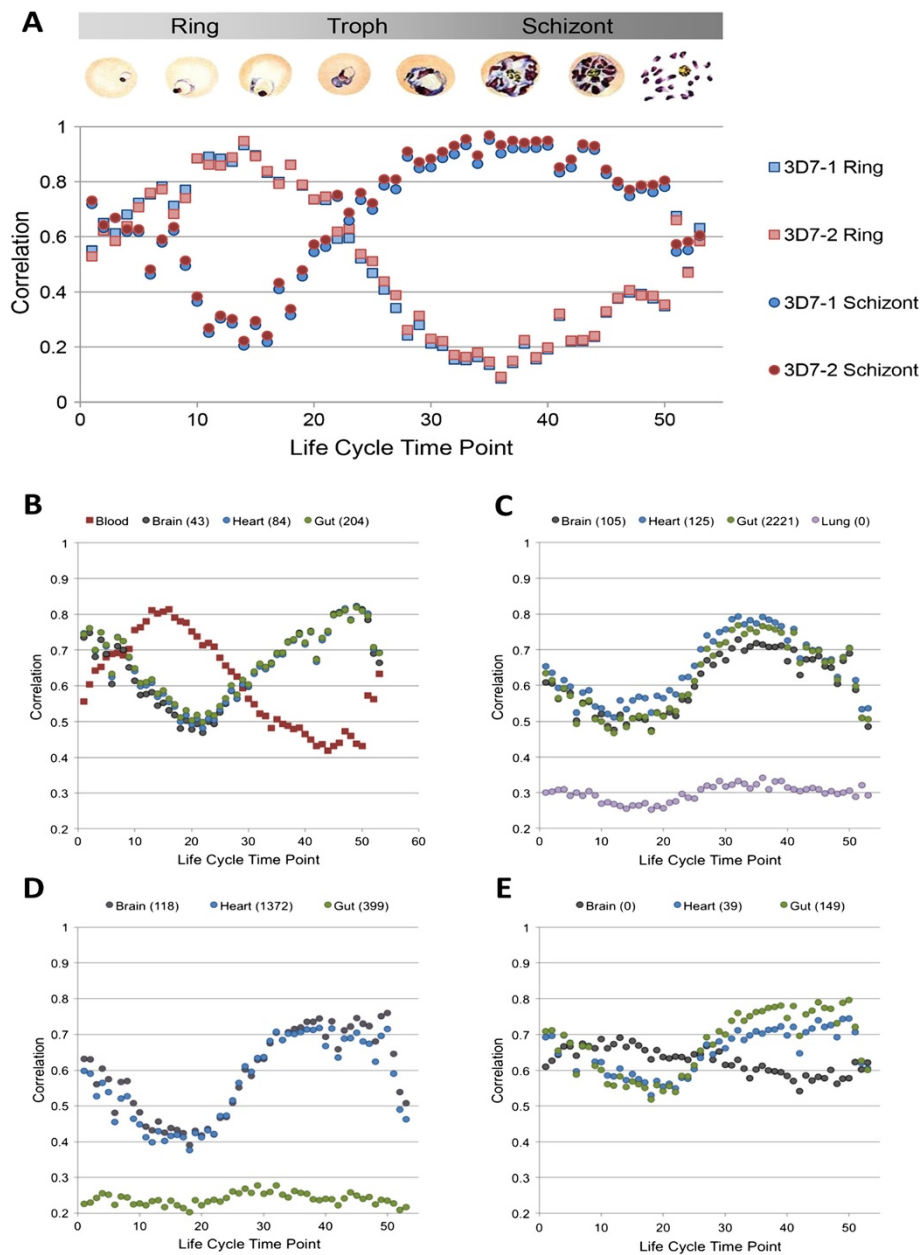 A
Ring Troph Schizont
1
0.8
0.6
0.4
0.2
0
Correlation
0 10 20 30 40 50
Life Cycle Time Point
3D7-1 Ring
3D7-2 Ring
3D7-1 Schizont
3D7-2 Schizont
B
Blood Brain (43) Heart (84) Gut (204)
1
0.9
0.8
0.7
0.6
0.5
0.4
0.3
0.2
Correlation
0 10 20 30 40 50 60
Life Cycle Time Point
C
Brain (105) Heart (125) Gut (2221) Lung (0)
1
0.9
0.8
0.7
0.6
0.5
0.4
0.3
0.2
Correlation
0 10 20 30 40 50
Life Cycle Time Point
D
Brain (118) Heart (1372) Gut (399)
1
0.9
0.8
0.7
0.6
0.5
0.4
0.3
0.2
Correlation
0 10 20 30 40 50
Life Cycle Time Point
E
Brain (0) Heart (39) Gut (149)
1
0.9
0.8
0.7
0.6
0.5
0.4
0.3
0.2
Correlation
0 10 20 30 40 50
Life Cycle Time Point